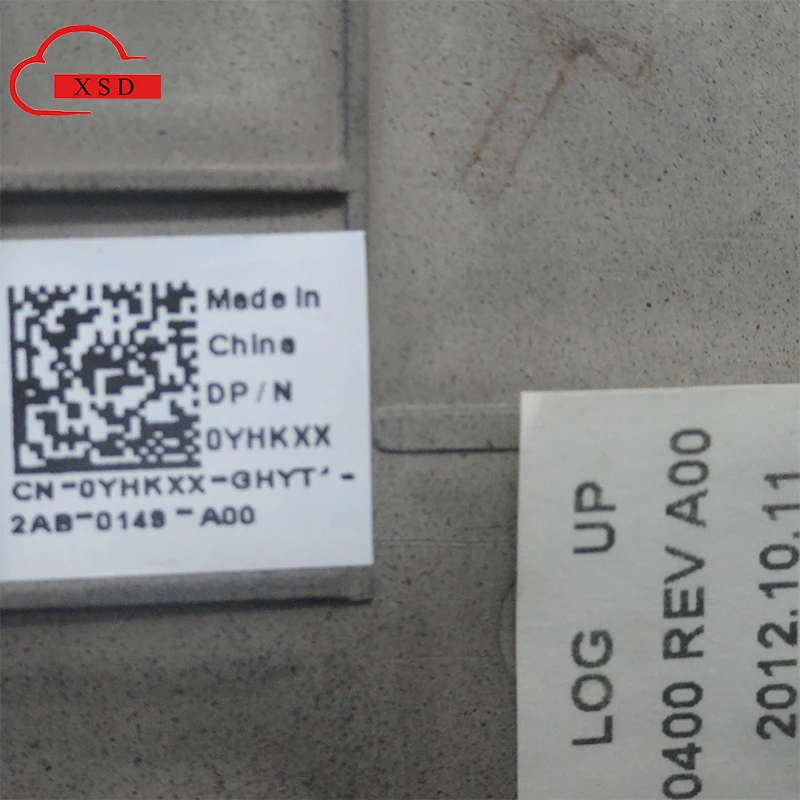 XSD
Made in
China
DP/N
0YHKXX
CN-0YHKXX-GHYT'-
2AB-0149-A00
LOG UP
0400 REV A00
2012.10.11